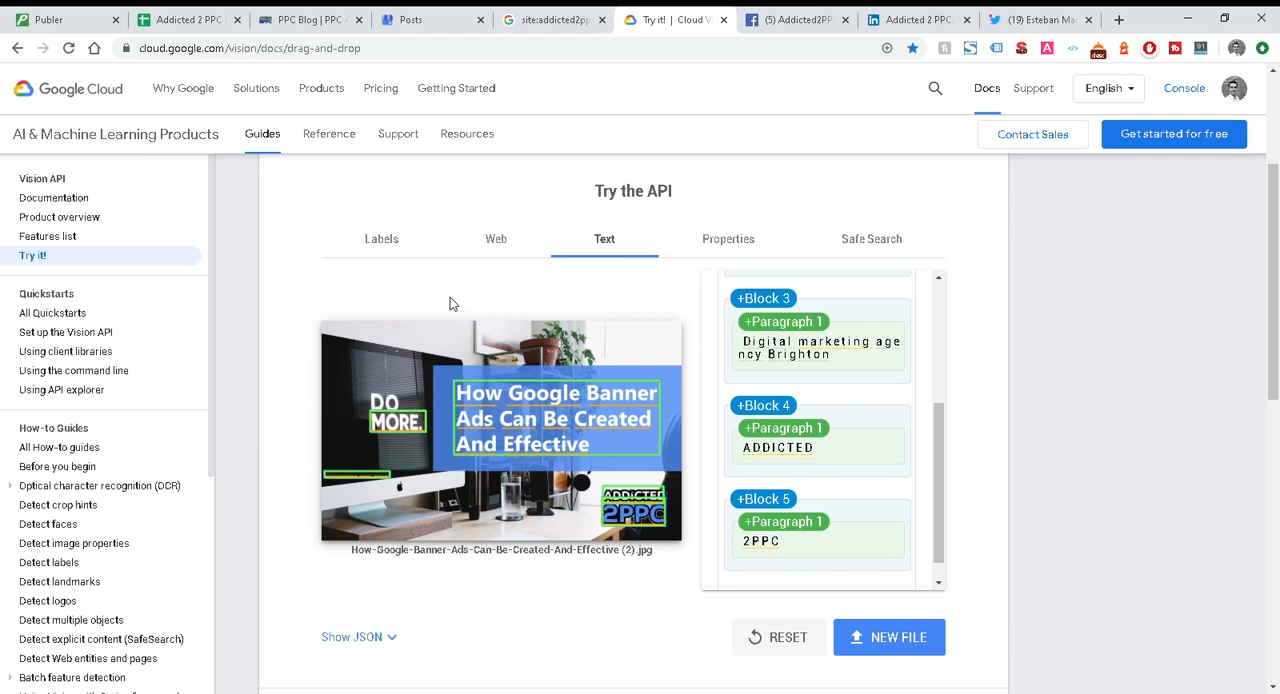 Publer
Addicted 2 PPC |
PPC Blog | PPC A
Posts
site:addicted2pp
Try it! | Cloud V
(5) Addicted2PP
Addicted 2 PPC:
(19) Esteban Ma
cloud.google.com/vision/docs/drag-and-drop
desc
91
Google Cloud
Why Google
Solutions
Products
Pricing
Getting Started
Docs
Support
English
Console
AI & Machine Learning Products
Guides
Reference
Support
Resources
Contact Sales
Get started for free
Vision API
Documentation
Product overview
Features list
Try it!
Quickstarts
All Quickstarts
Set up the Vision API
Using client libraries
Using the command line
Using API explorer
How-to Guides
All How-to guides
Before you begin
Optical character recognition (OCR)
Detect crop hints
Detect faces
Detect image properties
Detect labels
Detect landmarks
Detect logos
Detect multiple objects
Detect explicit content (SafeSearch)
Detect Web entities and pages
Batch feature detection
Try the API
Labels
Web
Text
Properties
Safe Search
DO
MORE.
How Google Banner
Ads Can Be Created
And Effective
ADDiCTED
2PPC
How-Google-Banner-Ads-Can-Be-Created-And-Effective (2).jpg
+Block 3
+Paragraph 1
Digital marketing age
ncy Brighton
+Block 4
+Paragraph 1
ADDICTED
+Block 5
+Paragraph 1
2PPC
Show JSON
RESET
NEW FILE